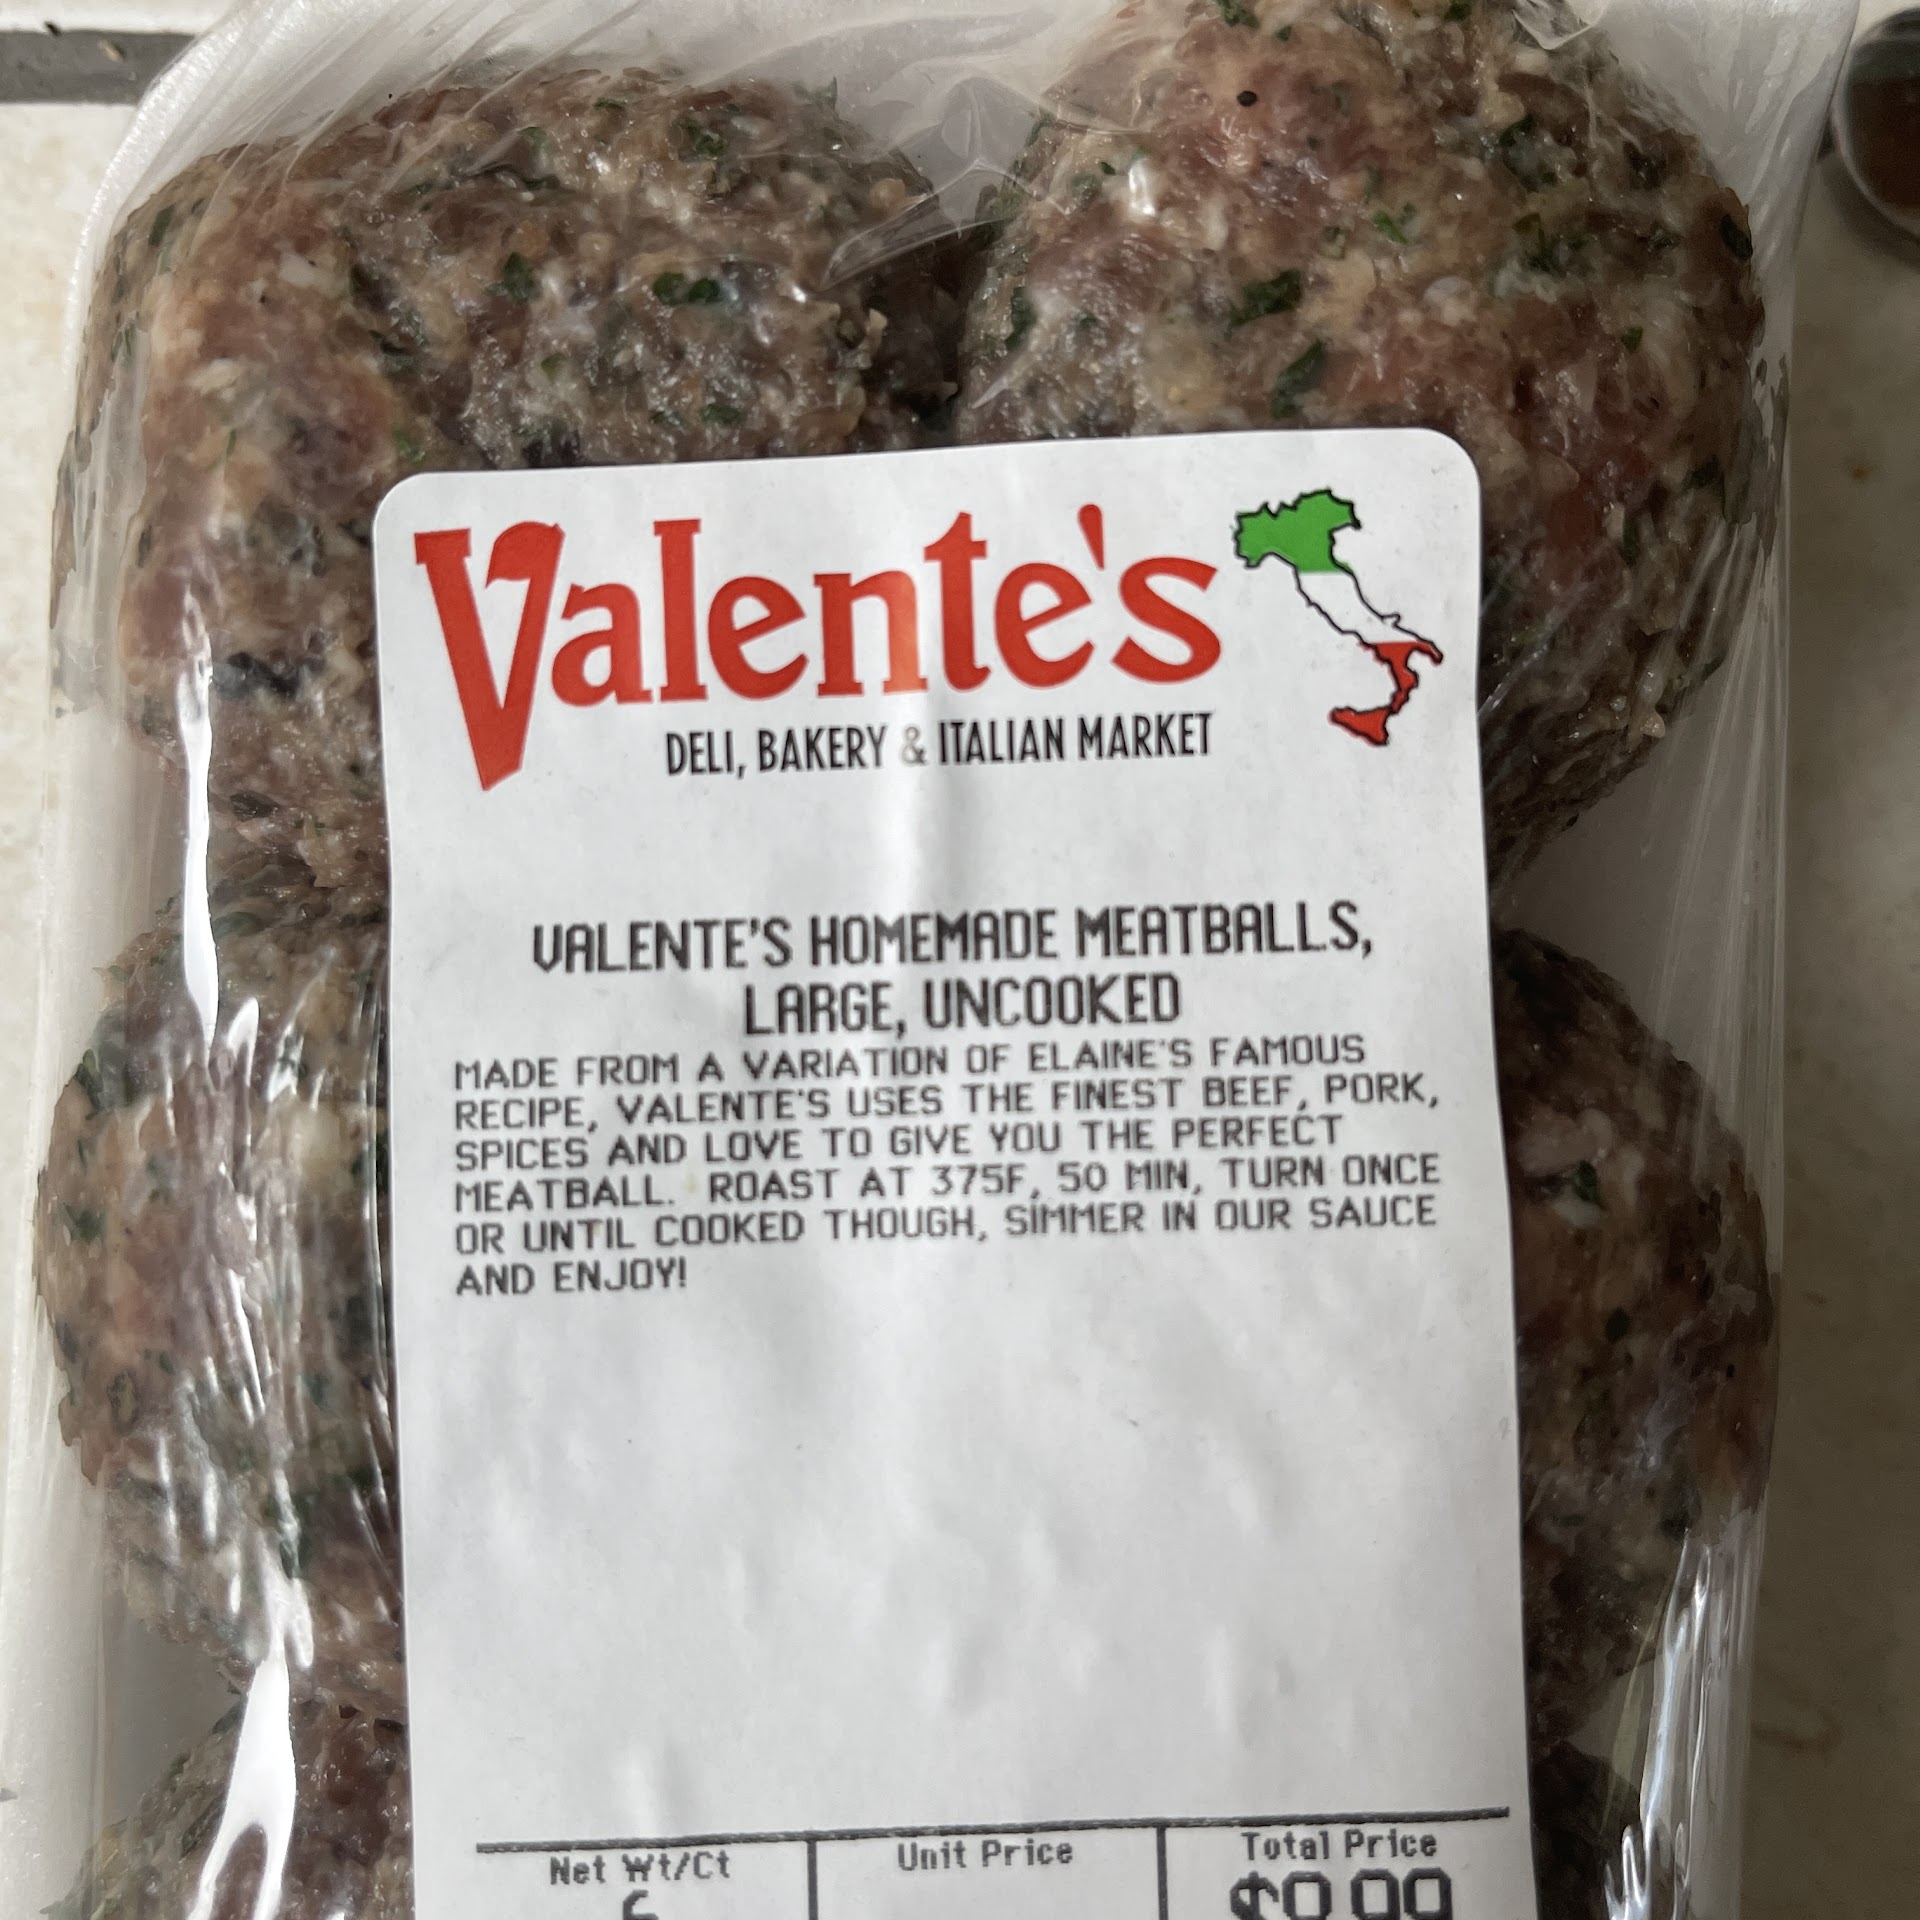 Valente's
DELI, BAKERY & ITALIAN MARKET
VALENTE'S HOMEMADE MEATBALLS,
LARGE, UNCOOKED
MADE FROM A VARIATION OF ELAINE'S FAMOUS
RECIPE, VALENTE'S USES THE FINEST BEEF, PORK,
SPICES AND LOVE TO GIVE YOU THE PERFECT
MEATBALL. ROAST AT 375F, 50 MIN, TURN ONCE
OR UNTIL COOKED THOUGH, SIMMER IN OUR SAUCE
AND ENJOY!
Net Wt/Ct Unit Price Total Price